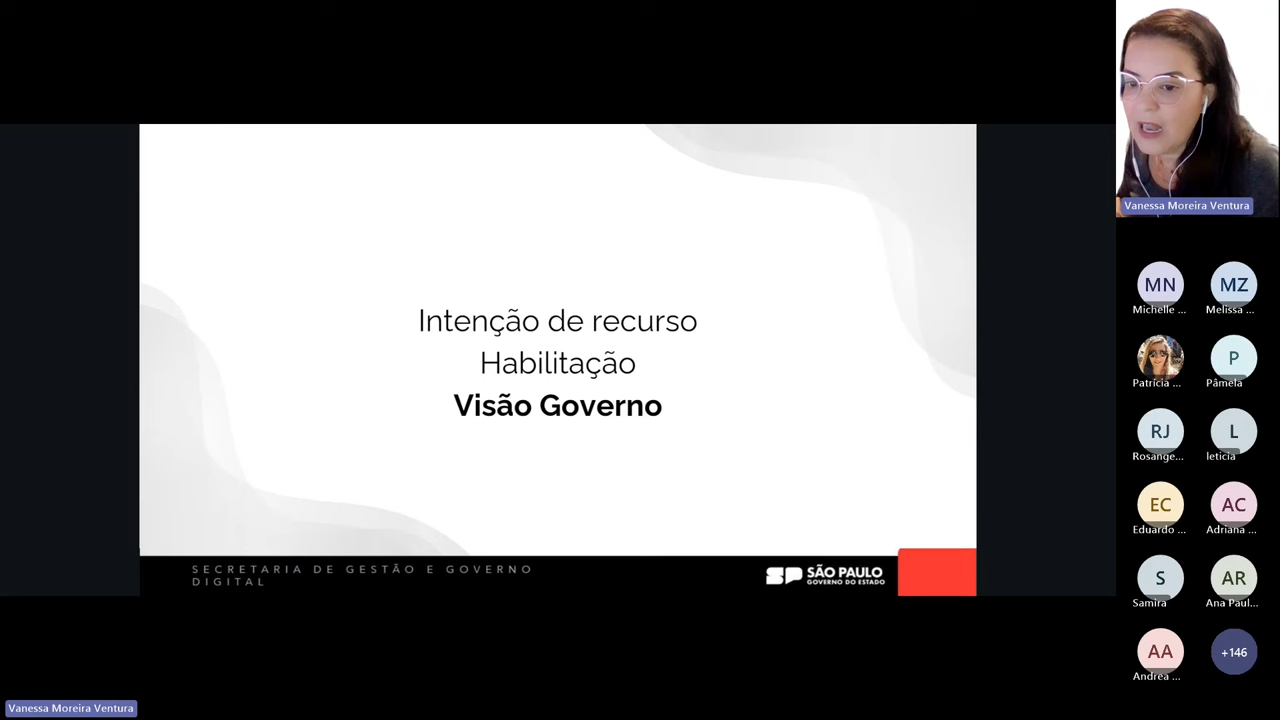 Intenção de recurso
Habilitação
Visão Governo
SECRETARIA DE GESTÃO E GOVERNO
DIGITAL
SP SÃO PAULO
GOVERNO DO ESTADO
Vanessa Moreira Ventura
MN
MZ
Michelle ...
Melissa ...
P
Patrícia ...
Pâmela
RJ
L
Rosange...
leticia
EC
AC
Eduardo ...
Adriana ...
S
AR
Samira
Ana Paul...
AA
+146
Andrea ...
Vanessa Moreira Ventura